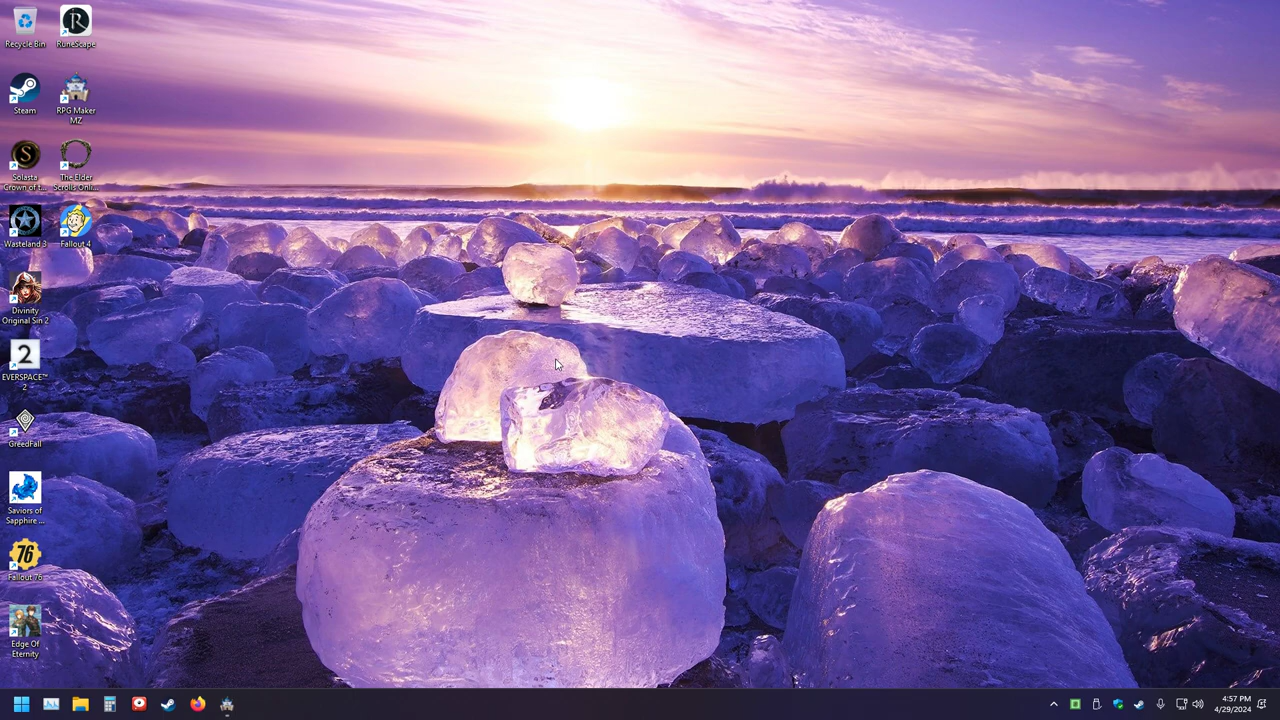 Recycle Bin
RuneScape
Steam
RPG Maker
MZ
Solasta
Crown of t...
The Elder
Scrolls Onli...
Wasteland 3
Fallout 4
Divinity
Original Sin 2
2
EVERSPACE™
2
GreedFall
Saviors of
Sapphire ...
76
Fallout 76
Edge Of
Eternity
4:57 PM
4/29/2024